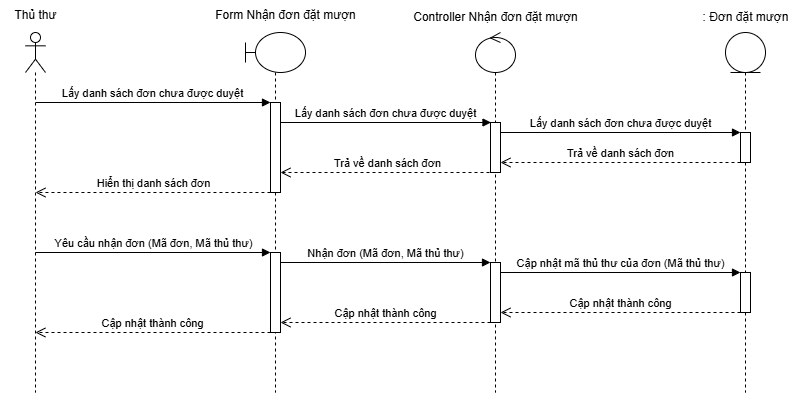 Thủ thư
Form Nhận đơn đặt mượn
Controller Nhận đơn đặt mượn
: Đơn đặt mượn
Lấy danh sách đơn chưa được duyệt
Lấy danh sách đơn chưa được duyệt
Lấy danh sách đơn chưa được duyệt
Trả về danh sách đơn
Trả về danh sách đơn
Hiển thị danh sách đơn
Yêu cầu nhận đơn (Mã đơn, Mã thủ thư)
Nhận đơn (Mã đơn, Mã thủ thư)
Cập nhật mã thủ thư của đơn (Mã thủ thư)
Cập nhật thành công
Cập nhật thành công
Cập nhật thành công